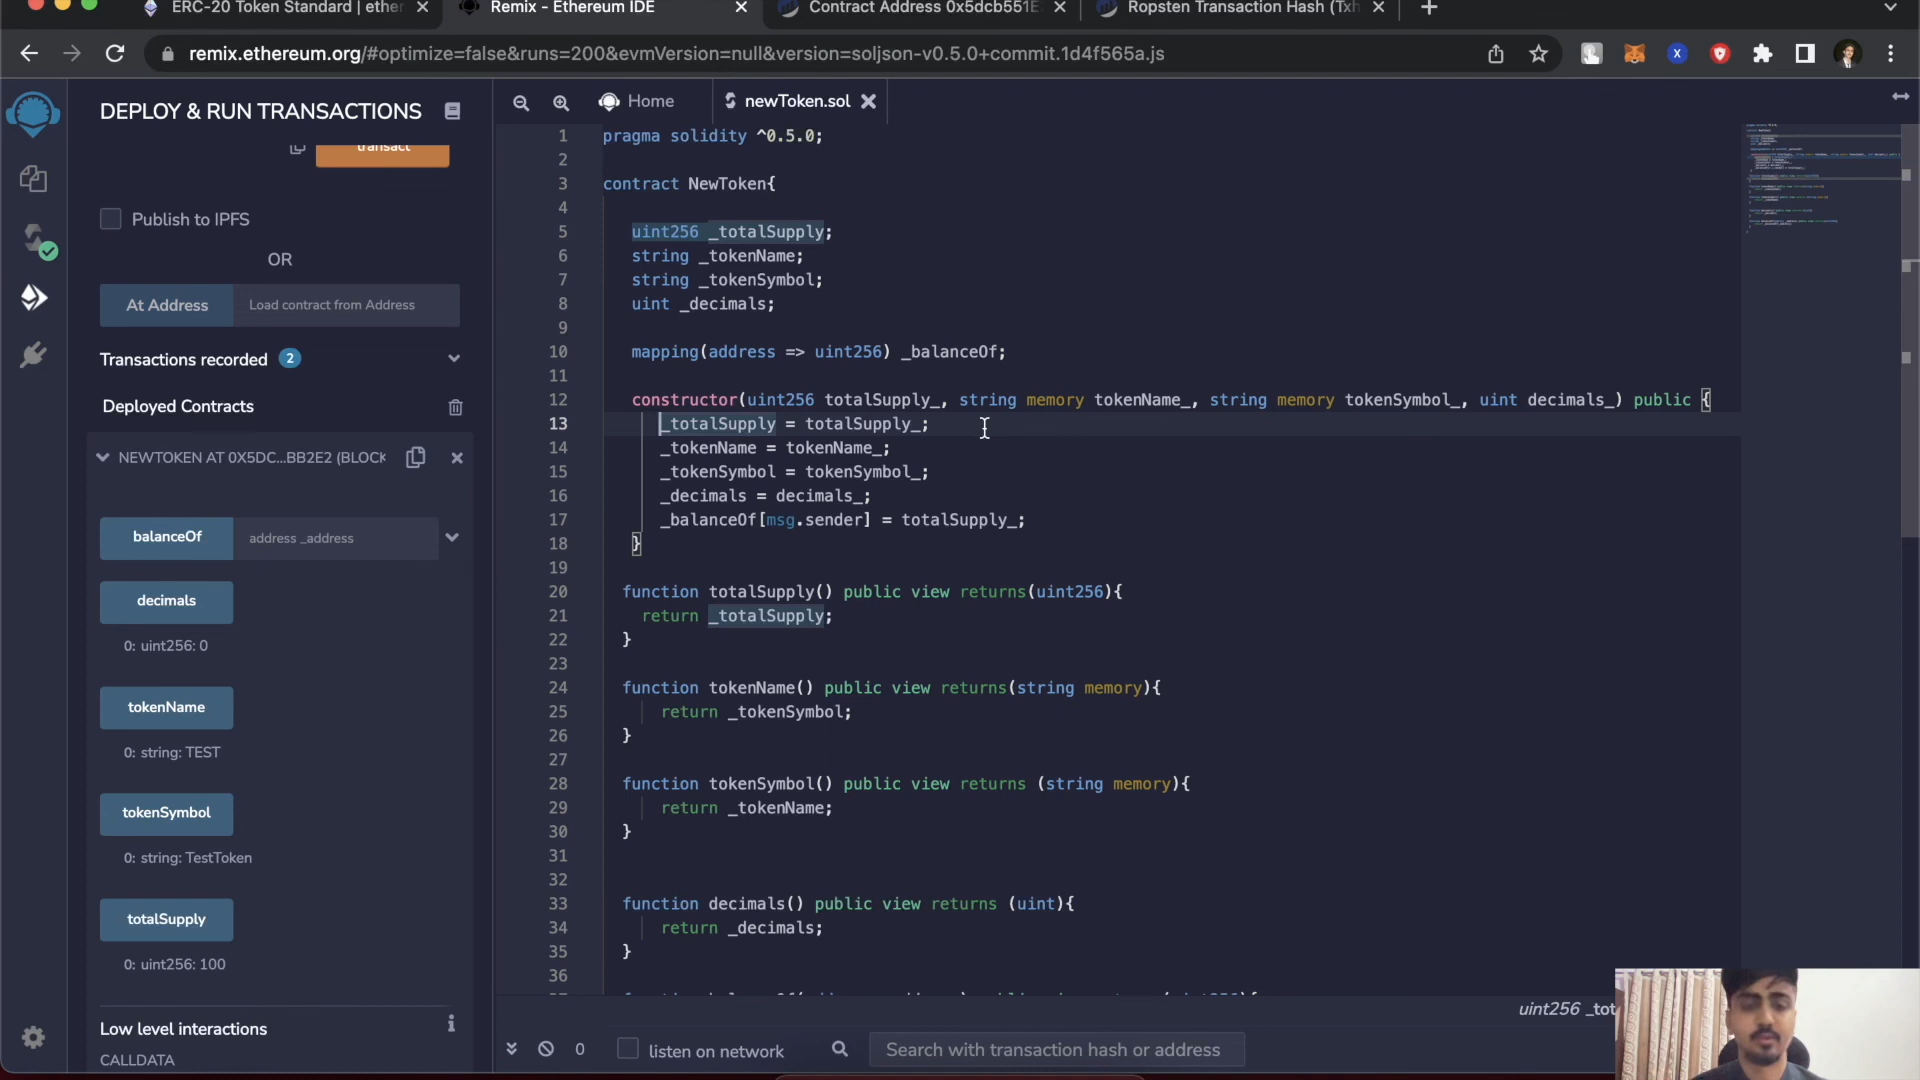 ERC-20 Token Standard | ether
Remix - Ethereum IDE
Contract Address 0x5dcb551E
Ropsten Transaction Hash (Txh
remix.ethereum.org/#optimize=false&runs=200&evmVersion=null&version=soljson-v0.5.0+commit.1d4f565a.js
DEPLOY & RUN TRANSACTIONS
transact
Publish to IPFS
OR
At Address
Load contract from Address
Transactions recorded 2
Deployed Contracts
NEWTOKEN AT 0X5DC...BB2E2 (BLOCK
balanceOf
address _address
decimals
0: uint256: 0
tokenName
0: string: TEST
tokenSymbol
0: string: TestToken
totalSupply
0: uint256: 100
Low level interactions
CALLDATA
Home
newToken.sol
1 pragma solidity ^0.5.0;
2
3 contract NewToken{
4
5 uint256 _totalSupply;
6 string _tokenName;
7 string _tokenSymbol;
8 uint _decimals;
9
10 mapping(address => uint256) _balanceOf;
11
12 constructor(uint256 totalSupply_, string memory tokenName_, string memory tokenSymbol_, uint decimals_) public {
13 _totalSupply = totalSupply_;
14 _tokenName = tokenName_;
15 _tokenSymbol = tokenSymbol_;
16 _decimals = decimals_;
17 _balanceOf[msg.sender] = totalSupply_;
18 }
19
20 function totalSupply() public view returns(uint256){
21 return _totalSupply;
22 }
23
24 function tokenName() public view returns(string memory){
25 return _tokenSymbol;
26 }
27
28 function tokenSymbol() public view returns (string memory){
29 return _tokenName;
30 }
31
32
33 function decimals() public view returns (uint){
34 return _decimals;
35 }
36
uint256 _tot
0
listen on network
Search with transaction hash or address